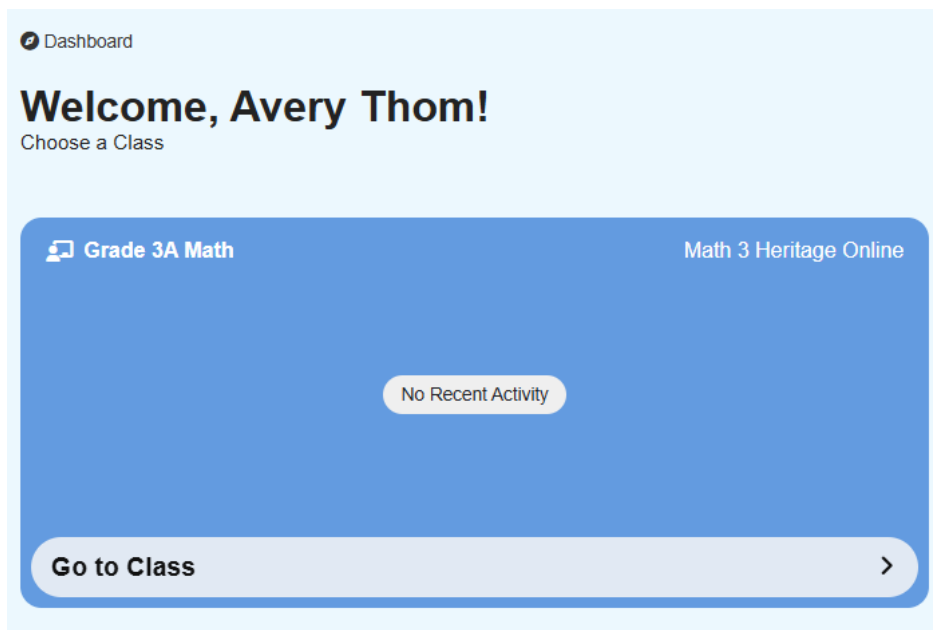 Dashboard
Welcome, Avery Thom!
Choose a Class
Grade 3A Math
Math 3 Heritage Online
No Recent Activity
Go to Class